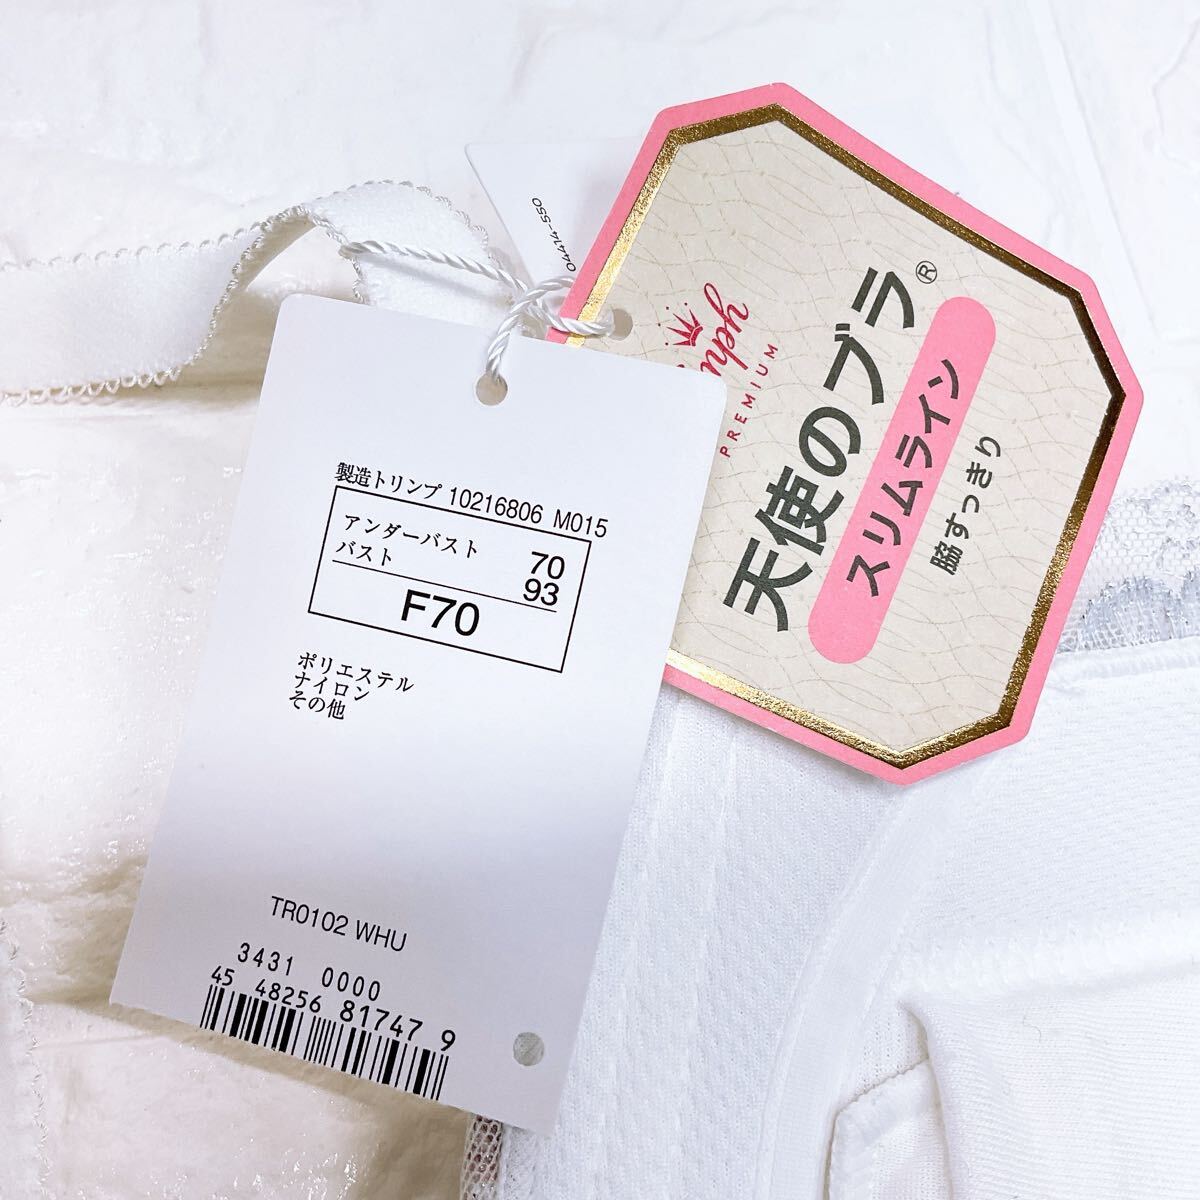 製造トリンプ 10216806 M015
アンダーバスト 70
バスト 93
F70
ポリエステル
ナイロン
その他
TR0102 WHU
3431 0000
45 48256 81747 9
04414-550
PREMIUM
天使のブラ®
スリムライン
脇すっきり